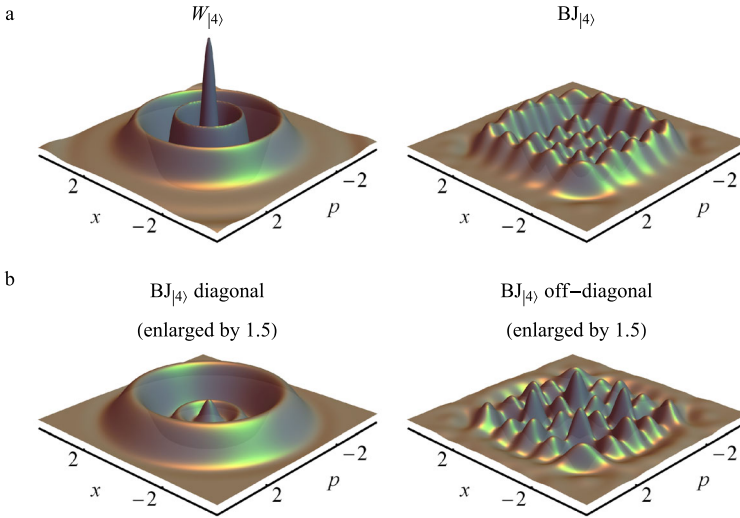 a
W|4⟩
BJ|4⟩
2
−2
x
2
−2
p
2
−2
x
2
−2
p
b
BJ|4⟩ diagonal
(enlarged by 1.5)
BJ|4⟩ off−diagonal
(enlarged by 1.5)
2
−2
x
2
−2
p
2
−2
x
2
−2
p